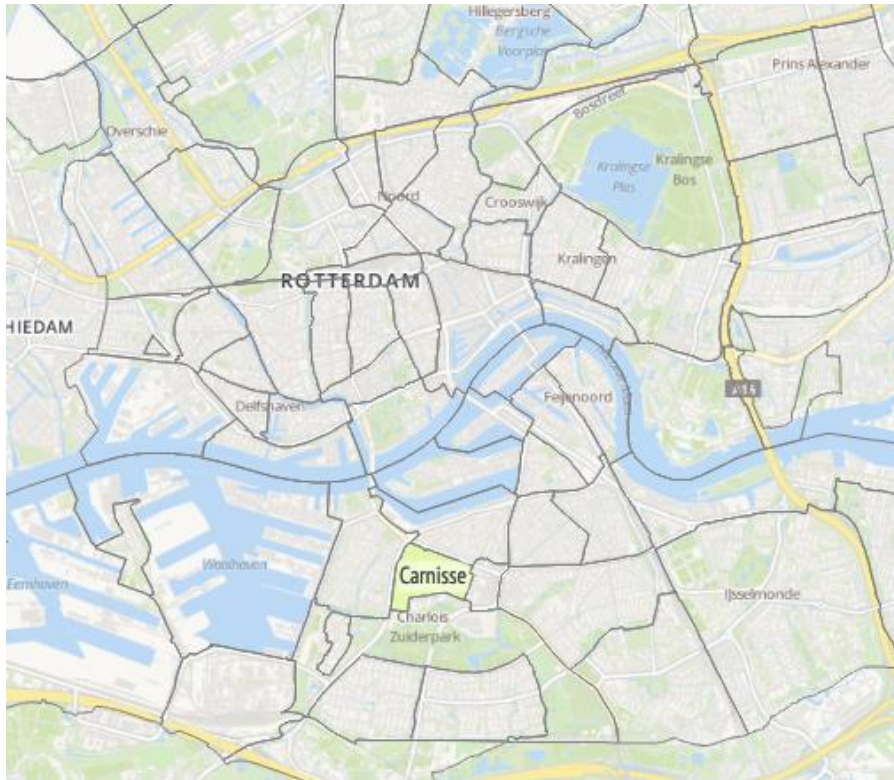 Hillegersberg
Bergsche
Voorplas
Prins Alexander
Bosdreef
Overschie
Kralingse
Plas
Kralingse
Bos
Noord
Crooswijk
Kralingen
ROTTERDAM
HIEDAM
A16
Feijenoord
Delfshaven
Waalhaven
Eemhaven
Carnisse
IJsselmonde
Charlois
Zuiderpark